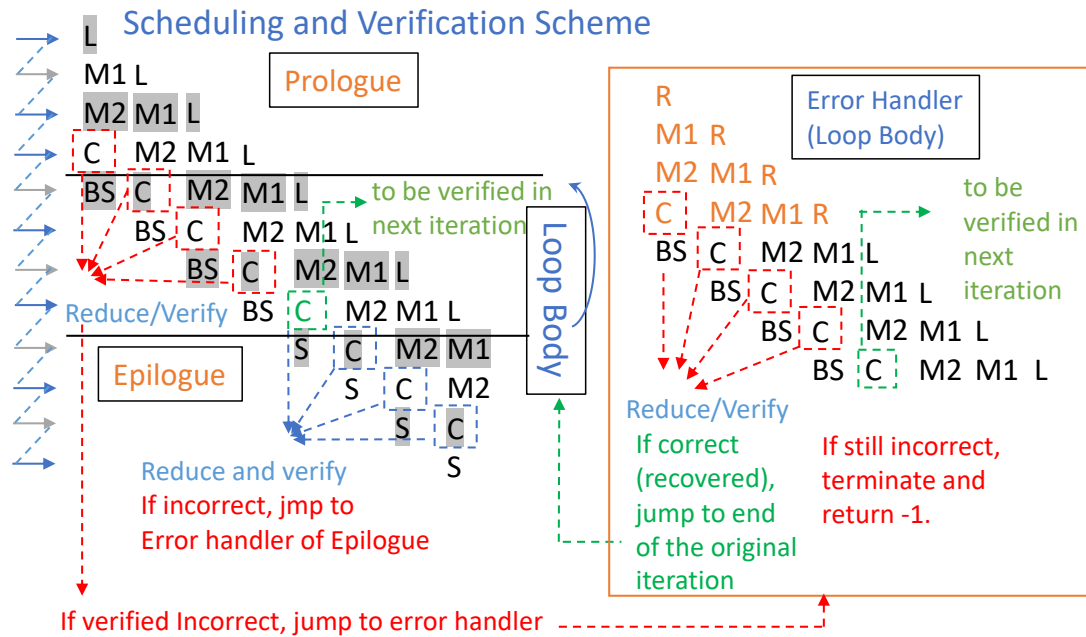 Scheduling and Verification Scheme
L
M1 L
M2 M1 L
C M2 M1 L
BS C M2 M1 L
BS C M2 M1 L
BS C M2 M1 L
BS C M2 M1 L
S C M2 M1
S C M2
S C
S
Prologue
to be verified in
next iteration
Loop Body
Reduce/Verify
Epilogue
Reduce and verify
If incorrect, jmp to
Error handler of Epilogue
If verified Incorrect, jump to error handler
Error Handler
(Loop Body)
R
M1 R
M2 M1 R
C M2 M1 R
BS C M2 M1 L
BS C M2 M1 L
BS C M2 M1 L
BS C M2 M1 L
to be
verified in
next
iteration
Reduce/Verify
If correct
(recovered),
jump to end
of the original
iteration
If still incorrect,
terminate and
return -1.